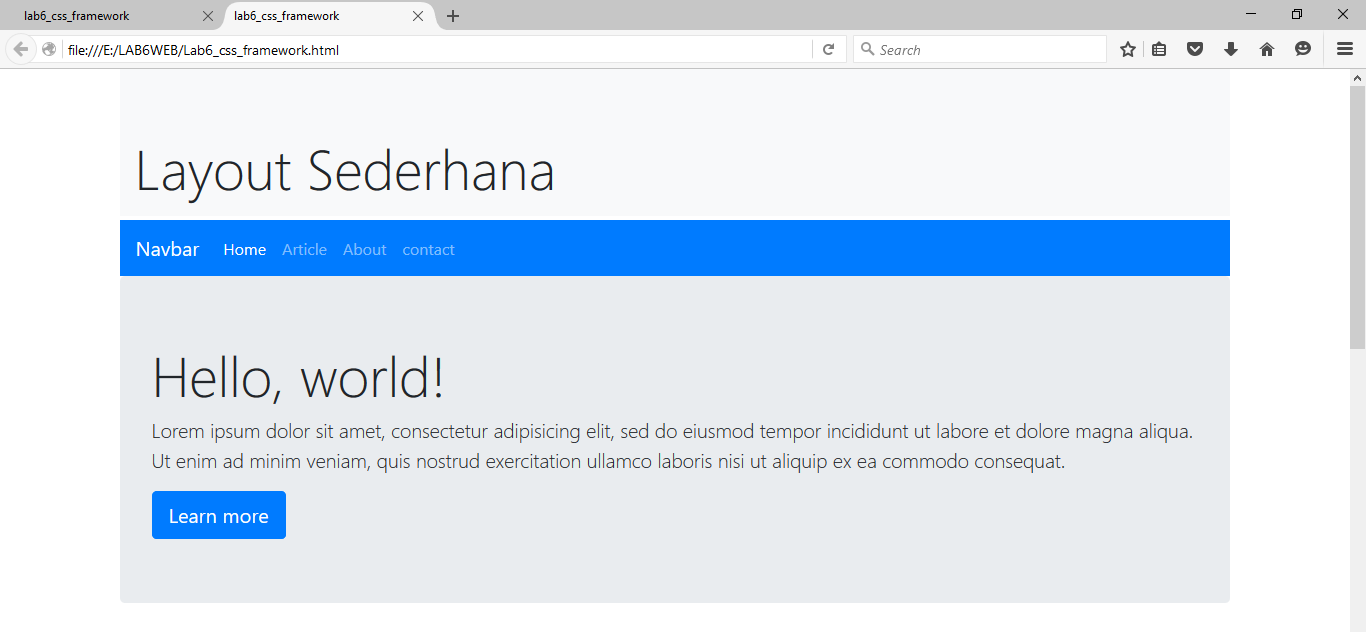 lab6_css_framework
lab6_css_framework
file:///E:/LAB6WEB/Lab6_css_framework.html
Search
Layout Sederhana
Navbar Home Article About contact
Hello, world!
Lorem ipsum dolor sit amet, consectetur adipisicing elit, sed do eiusmod tempor incididunt ut labore et dolore magna aliqua.
Ut enim ad minim veniam, quis nostrud exercitation ullamco laboris nisi ut aliquip ex ea commodo consequat.
Learn more